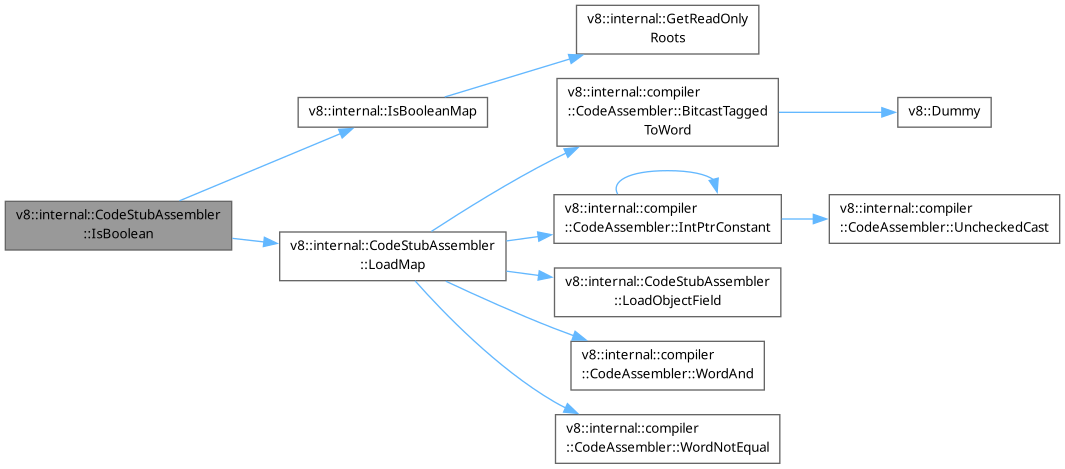 v8::internal::GetReadOnly
Roots
v8::internal::compiler
::CodeAssembler::BitcastTagged
ToWord
v8::internal::IsBooleanMap
v8::Dummy
v8::internal::CodeStubAssembler
::IsBoolean
v8::internal::compiler
::CodeAssembler::IntPtrConstant
v8::internal::compiler
::CodeAssembler::UncheckedCast
v8::internal::CodeStubAssembler
::LoadMap
v8::internal::CodeStubAssembler
::LoadObjectField
v8::internal::compiler
::CodeAssembler::WordAnd
v8::internal::compiler
::CodeAssembler::WordNotEqual